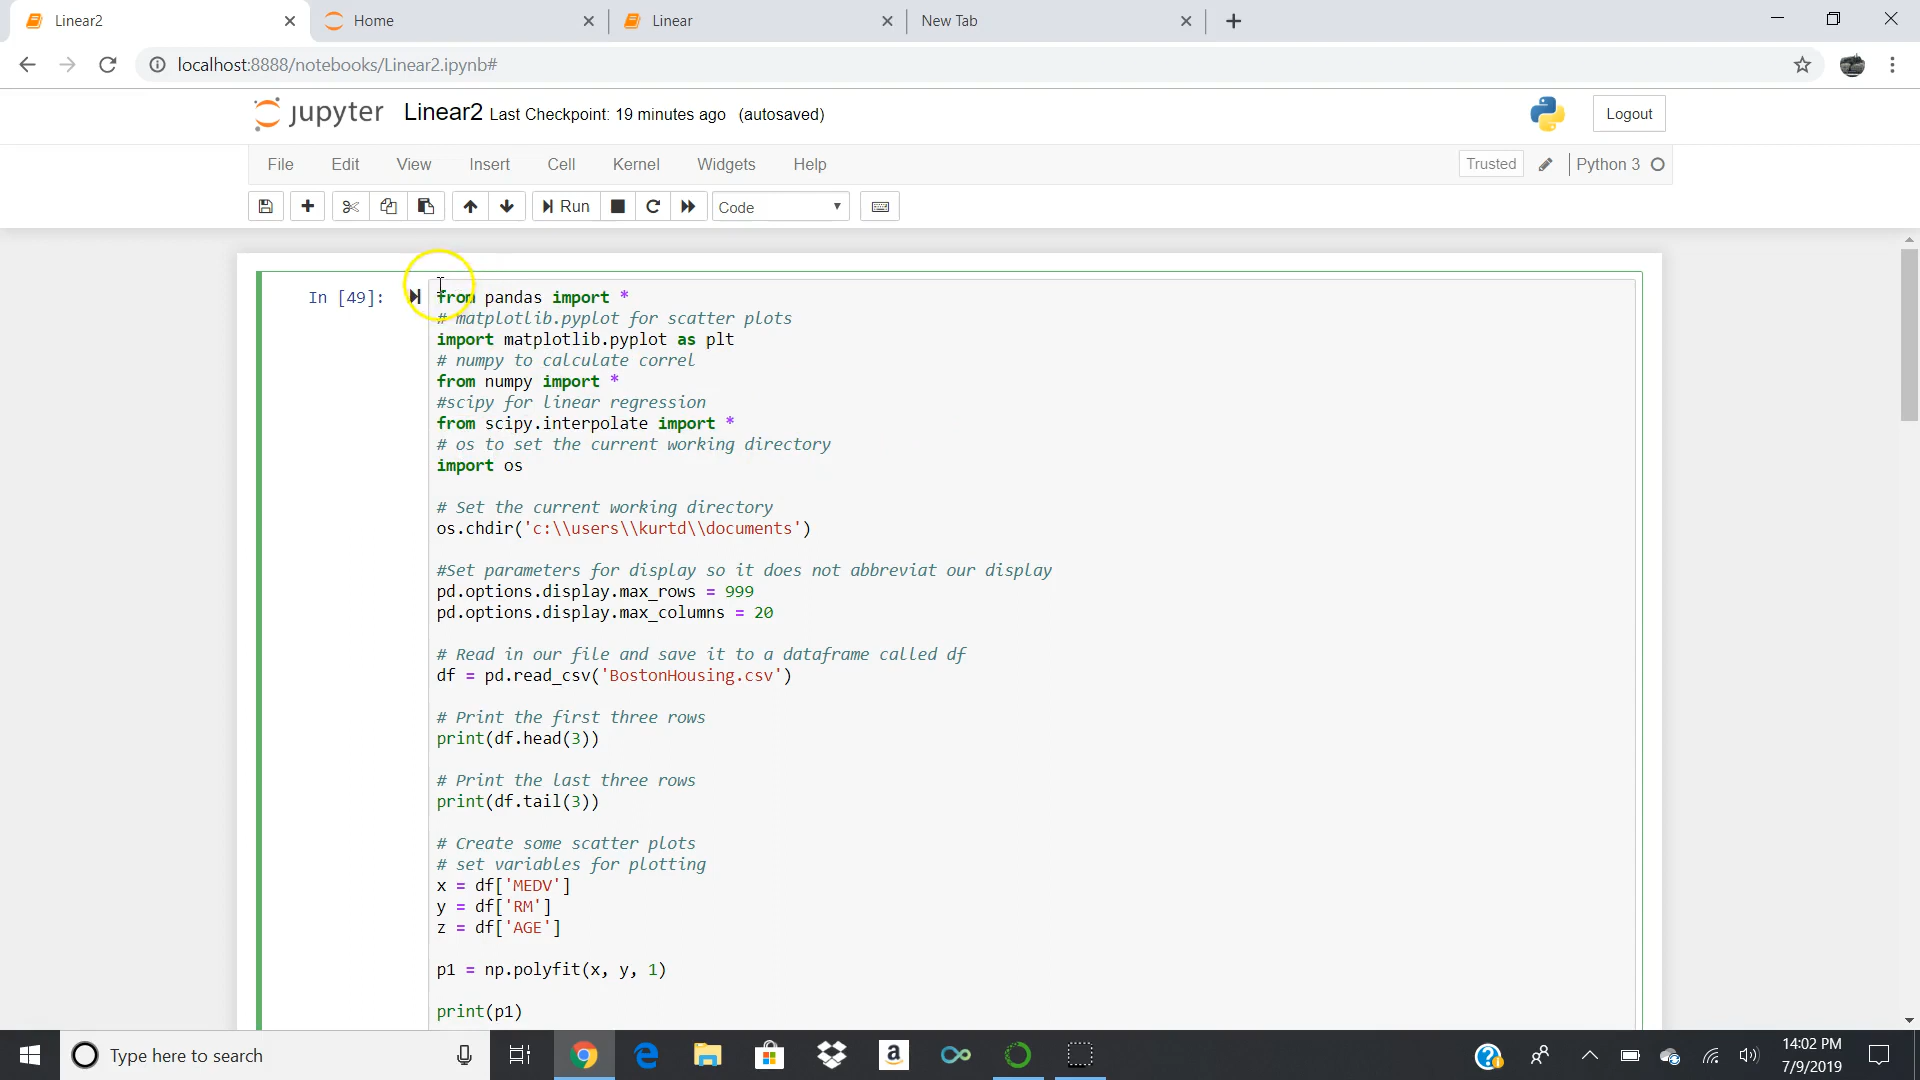 Linear2
Home
Linear
New Tab
localhost:8888/notebooks/Linear2.ipynb#
jupyter Linear2 Last Checkpoint: 19 minutes ago (autosaved)
Logout
File Edit View Insert Cell Kernel Widgets Help
Trusted
Python 3
Run
Code
In [49]:
from pandas import *
# matplotlib.pyplot for scatter plots
import matplotlib.pyplot as plt
# numpy to calculate correl
from numpy import *
#scipy for linear regression
from scipy.interpolate import *
# os to set the current working directory
import os
# Set the current working directory
os.chdir('c:\\users\\kurtd\\documents')
#Set parameters for display so it does not abbreviat our display
pd.options.display.max_rows = 999
pd.options.display.max_columns = 20
# Read in our file and save it to a dataframe called df
df = pd.read_csv('BostonHousing.csv')
# Print the first three rows
print(df.head(3))
# Print the last three rows
print(df.tail(3))
# Create some scatter plots
# set variables for plotting
x = df['MEDV']
y = df['RM']
z = df['AGE']
p1 = np.polyfit(x, y, 1)
print(p1)
Type here to search
a
14:02 PM
7/9/2019